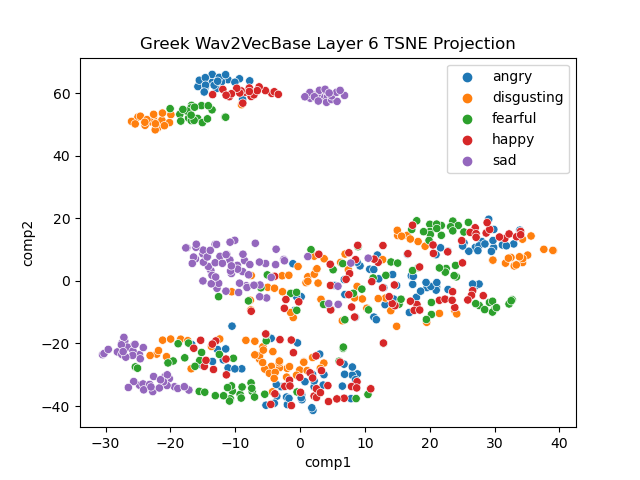 Greek Wav2VecBase Layer 6 TSNE Projection
angry
disgusting
fearful
happy
sad
comp2
60
40
20
0
−20
−40
−30
−20
−10
0
10
20
30
40
comp1